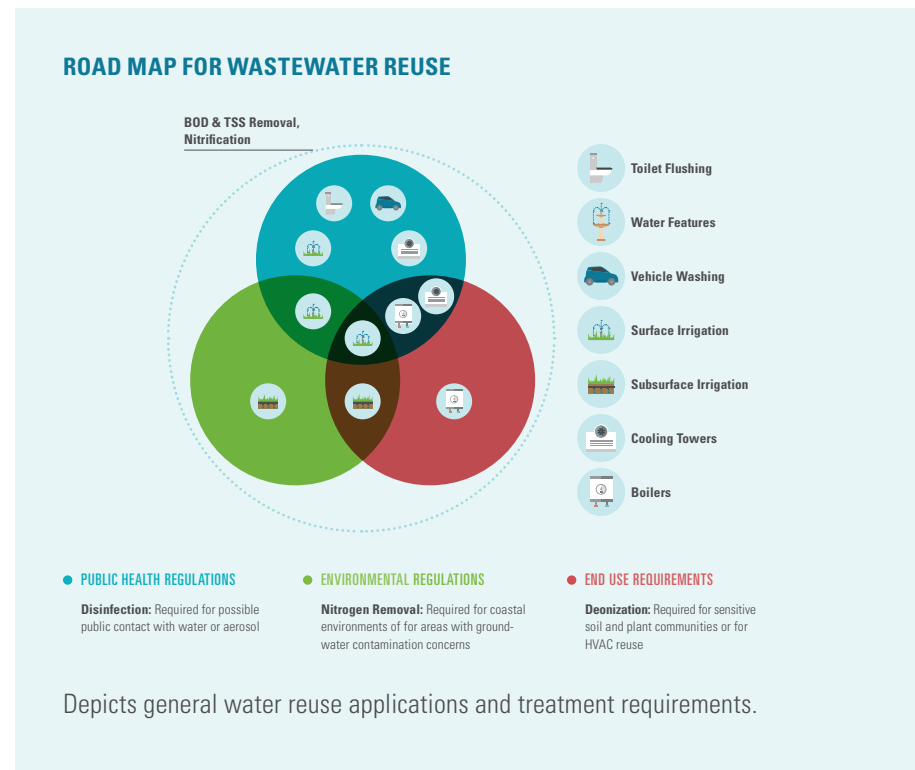 ROAD MAP FOR WASTEWATER REUSE
BOD & TSS Removal,
Nitrification
Toilet Flushing
Water Features
Vehicle Washing
Surface Irrigation
Subsurface Irrigation
Cooling Towers
Boilers
PUBLIC HEALTH REGULATIONS
Disinfection: Required for possible
public contact with water or aerosol
ENVIRONMENTAL REGULATIONS
Nitrogen Removal: Required for coastal
environments of for areas with ground-
water contamination concerns
END USE REQUIREMENTS
Deonization: Required for sensitive
soil and plant communities or for
HVAC reuse
Depicts general water reuse applications and treatment requirements.